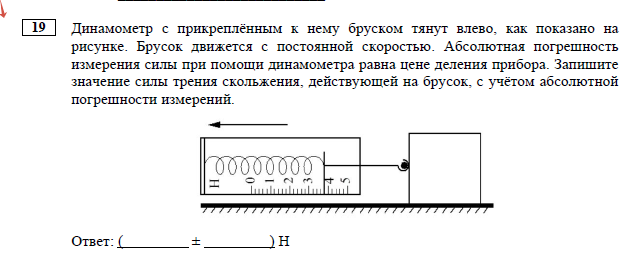 19
Динамометр с прикреплённым к нему бруском тянут влево, как показано на
рисунке. Брусок движется с постоянной скоростью. Абсолютная погрешность
измерения силы при помощи динамометра равна цене деления прибора. Запишите
значение силы трения скольжения, действующей на брусок, с учётом абсолютной
погрешности измерений.
Н 0 1 2 3 4 5
Ответ: (__________ ± __________) Н